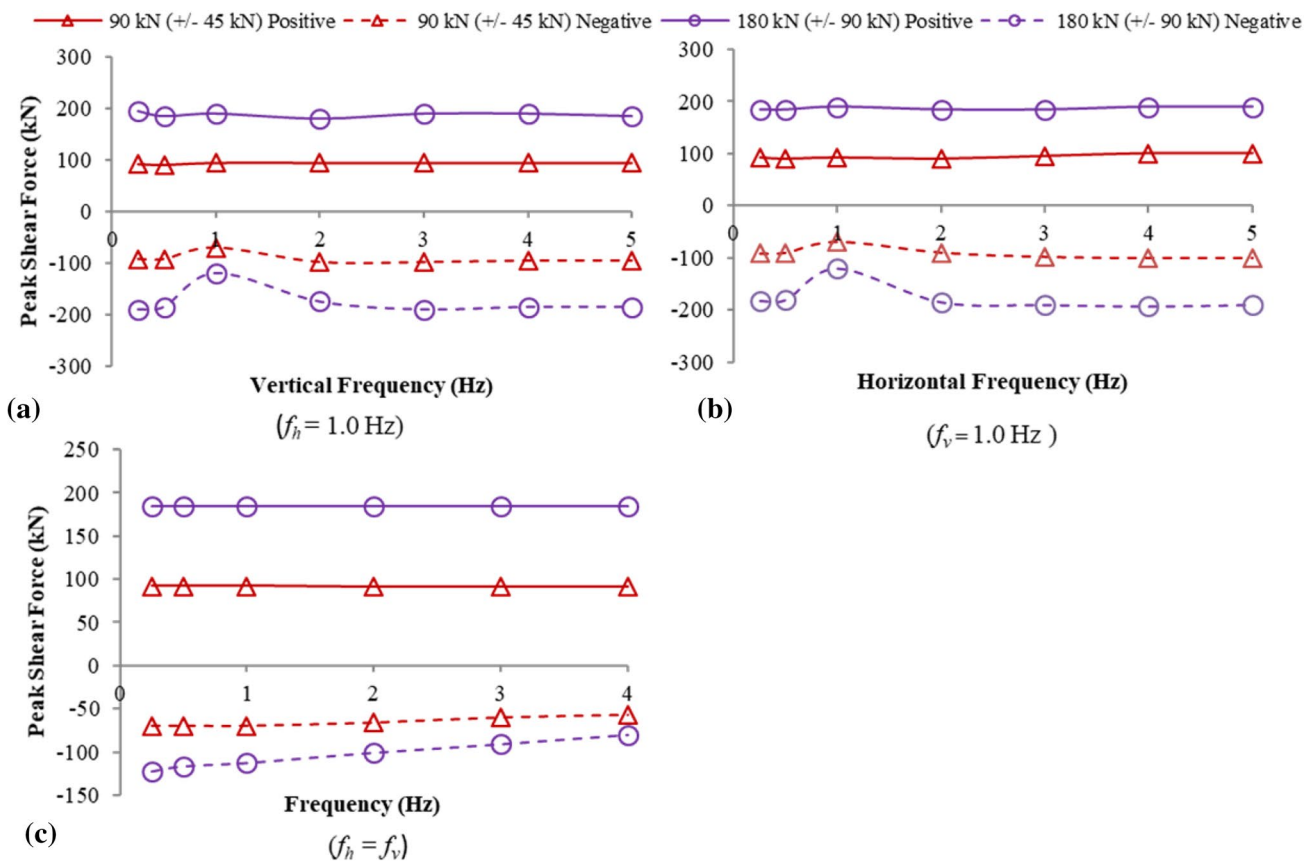 90 kN (+/- 45 kN) Positive 90 kN (+/- 45 kN) Negative 180 kN (+/- 90 kN) Positive 180 kN (+/- 90 kN) Negative
300
200
100
0
-100
-200
-300
Peak Shear Force (kN)
0 1 2 3 4 5
Vertical Frequency (Hz)
(a)
(fh = 1.0 Hz)
300
200
100
0
-100
-200
-300
Peak Shear Force (kN)
0 1 2 3 4 5
Horizontal Frequency (Hz)
(b)
(fv = 1.0 Hz )
250
200
150
100
50
0
-50
-100
-150
Peak Shear Force (kN)
0 1 2 3 4
Frequency (Hz)
(c)
(fh = fv)